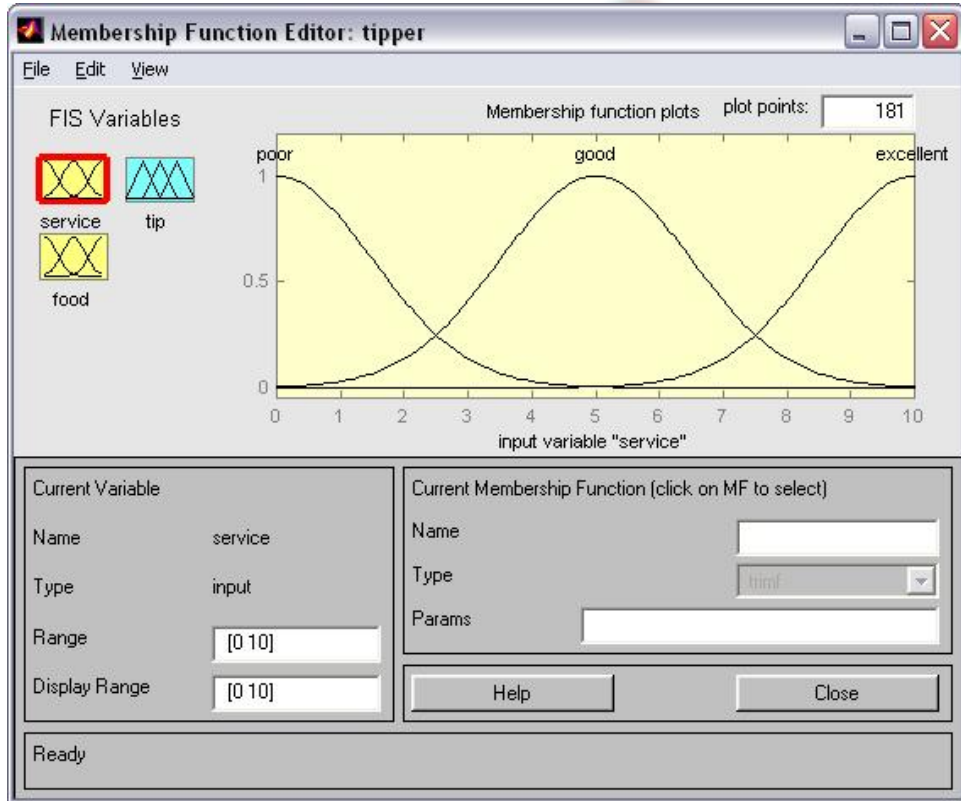 Membership Function Editor: tipper
File Edit View
FIS Variables
service
tip
food
Membership function plots plot points: 181
poor good excellent
1
0.5
0
0 1 2 3 4 5 6 7 8 9 10
input variable "service"
Current Variable
Name service
Type input
Range [0 10]
Display Range [0 10]
Current Membership Function (click on MF to select)
Name
Type trimf
Params
Help Close
Ready